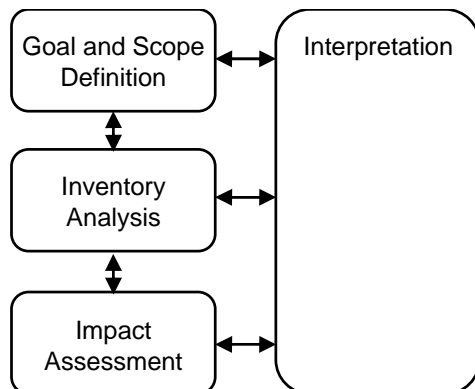 Goal and Scope
Definition
Interpretation
Inventory
Analysis
Impact
Assessment